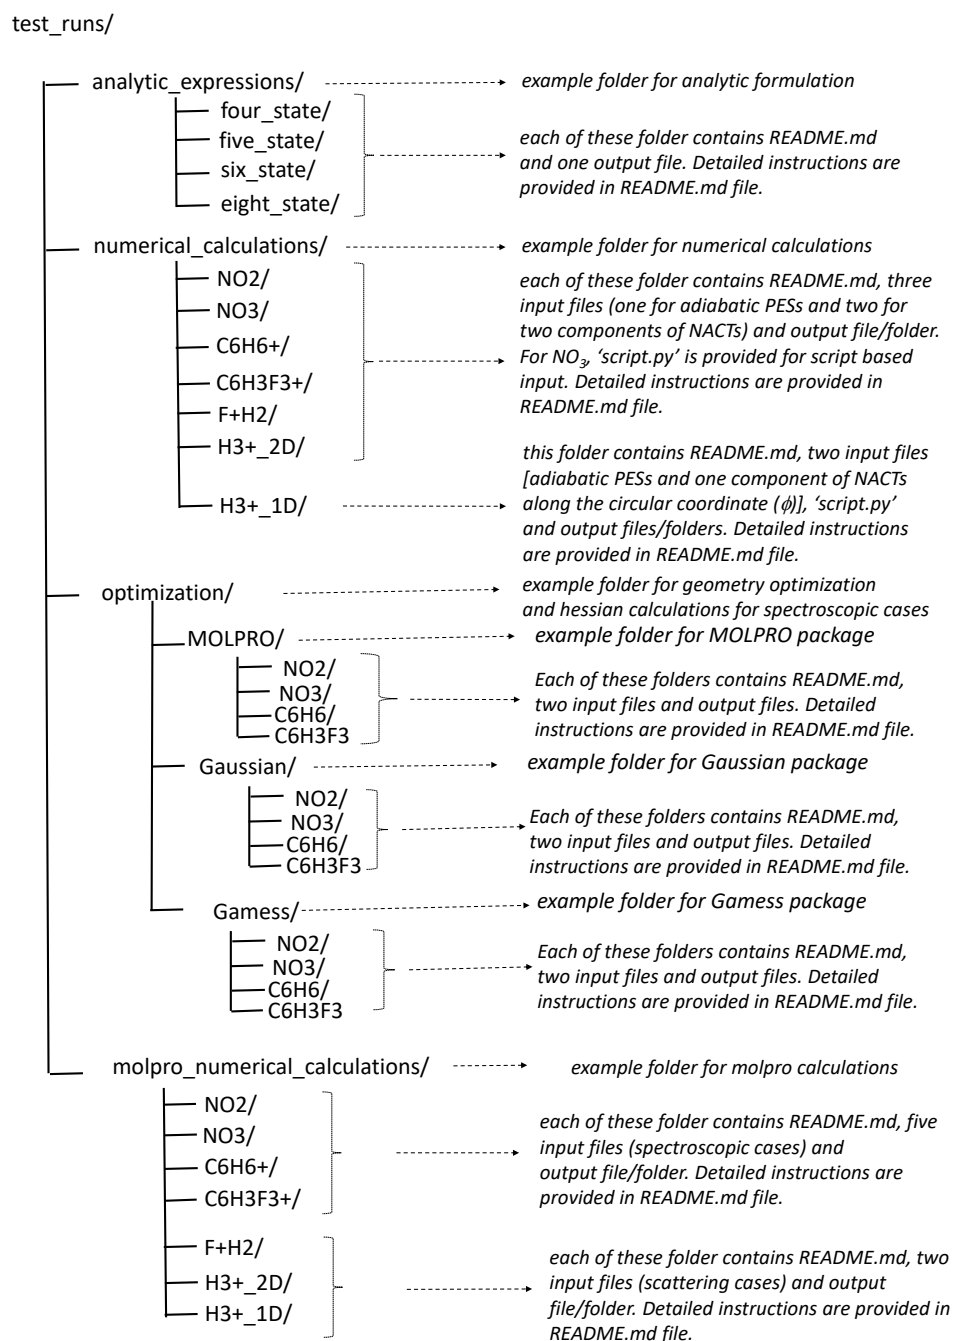 test_runs/
analytic_expressions/
example folder for analytic formulation
four_state/
five_state/
six_state/
eight_state/
each of these folder contains README.md
and one output file. Detailed instructions are
provided in README.md file.
numerical_calculations/
example folder for numerical calculations
NO2/
NO3/
C6H6+/
C6H3F3+/
F+H2/
H3+_2D/
each of these folder contains README.md, three
input files (one for adiabatic PESs and two for
two components of NACTs) and output file/folder.
For NO₃, ‘script.py’ is provided for script based
input. Detailed instructions are provided in
README.md file.
H3+_1D/
this folder contains README.md, two input files
[adiabatic PESs and one component of NACTs
along the circular coordinate (ϕ)], ‘script.py’
and output files/folders. Detailed instructions
are provided in README.md file.
optimization/
example folder for geometry optimization
and hessian calculations for spectroscopic cases
MOLPRO/
example folder for MOLPRO package
NO2/
NO3/
C6H6/
C6H3F3
Each of these folders contains README.md,
two input files and output files. Detailed
instructions are provided in README.md file.
Gaussian/
example folder for Gaussian package
NO2/
NO3/
C6H6/
C6H3F3
Each of these folders contains README.md,
two input files and output files. Detailed
instructions are provided in README.md file.
Gamess/
example folder for Gamess package
NO2/
NO3/
C6H6/
C6H3F3
Each of these folders contains README.md,
two input files and output files. Detailed
instructions are provided in README.md file.
molpro_numerical_calculations/
example folder for molpro calculations
NO2/
NO3/
C6H6+/
C6H3F3+/
each of these folder contains README.md, five
input files (spectroscopic cases) and
output file/folder. Detailed instructions are
provided in README.md file.
F+H2/
H3+_2D/
H3+_1D/
each of these folder contains README.md, two
input files (scattering cases) and output
file/folder. Detailed instructions are provided in
README.md file.